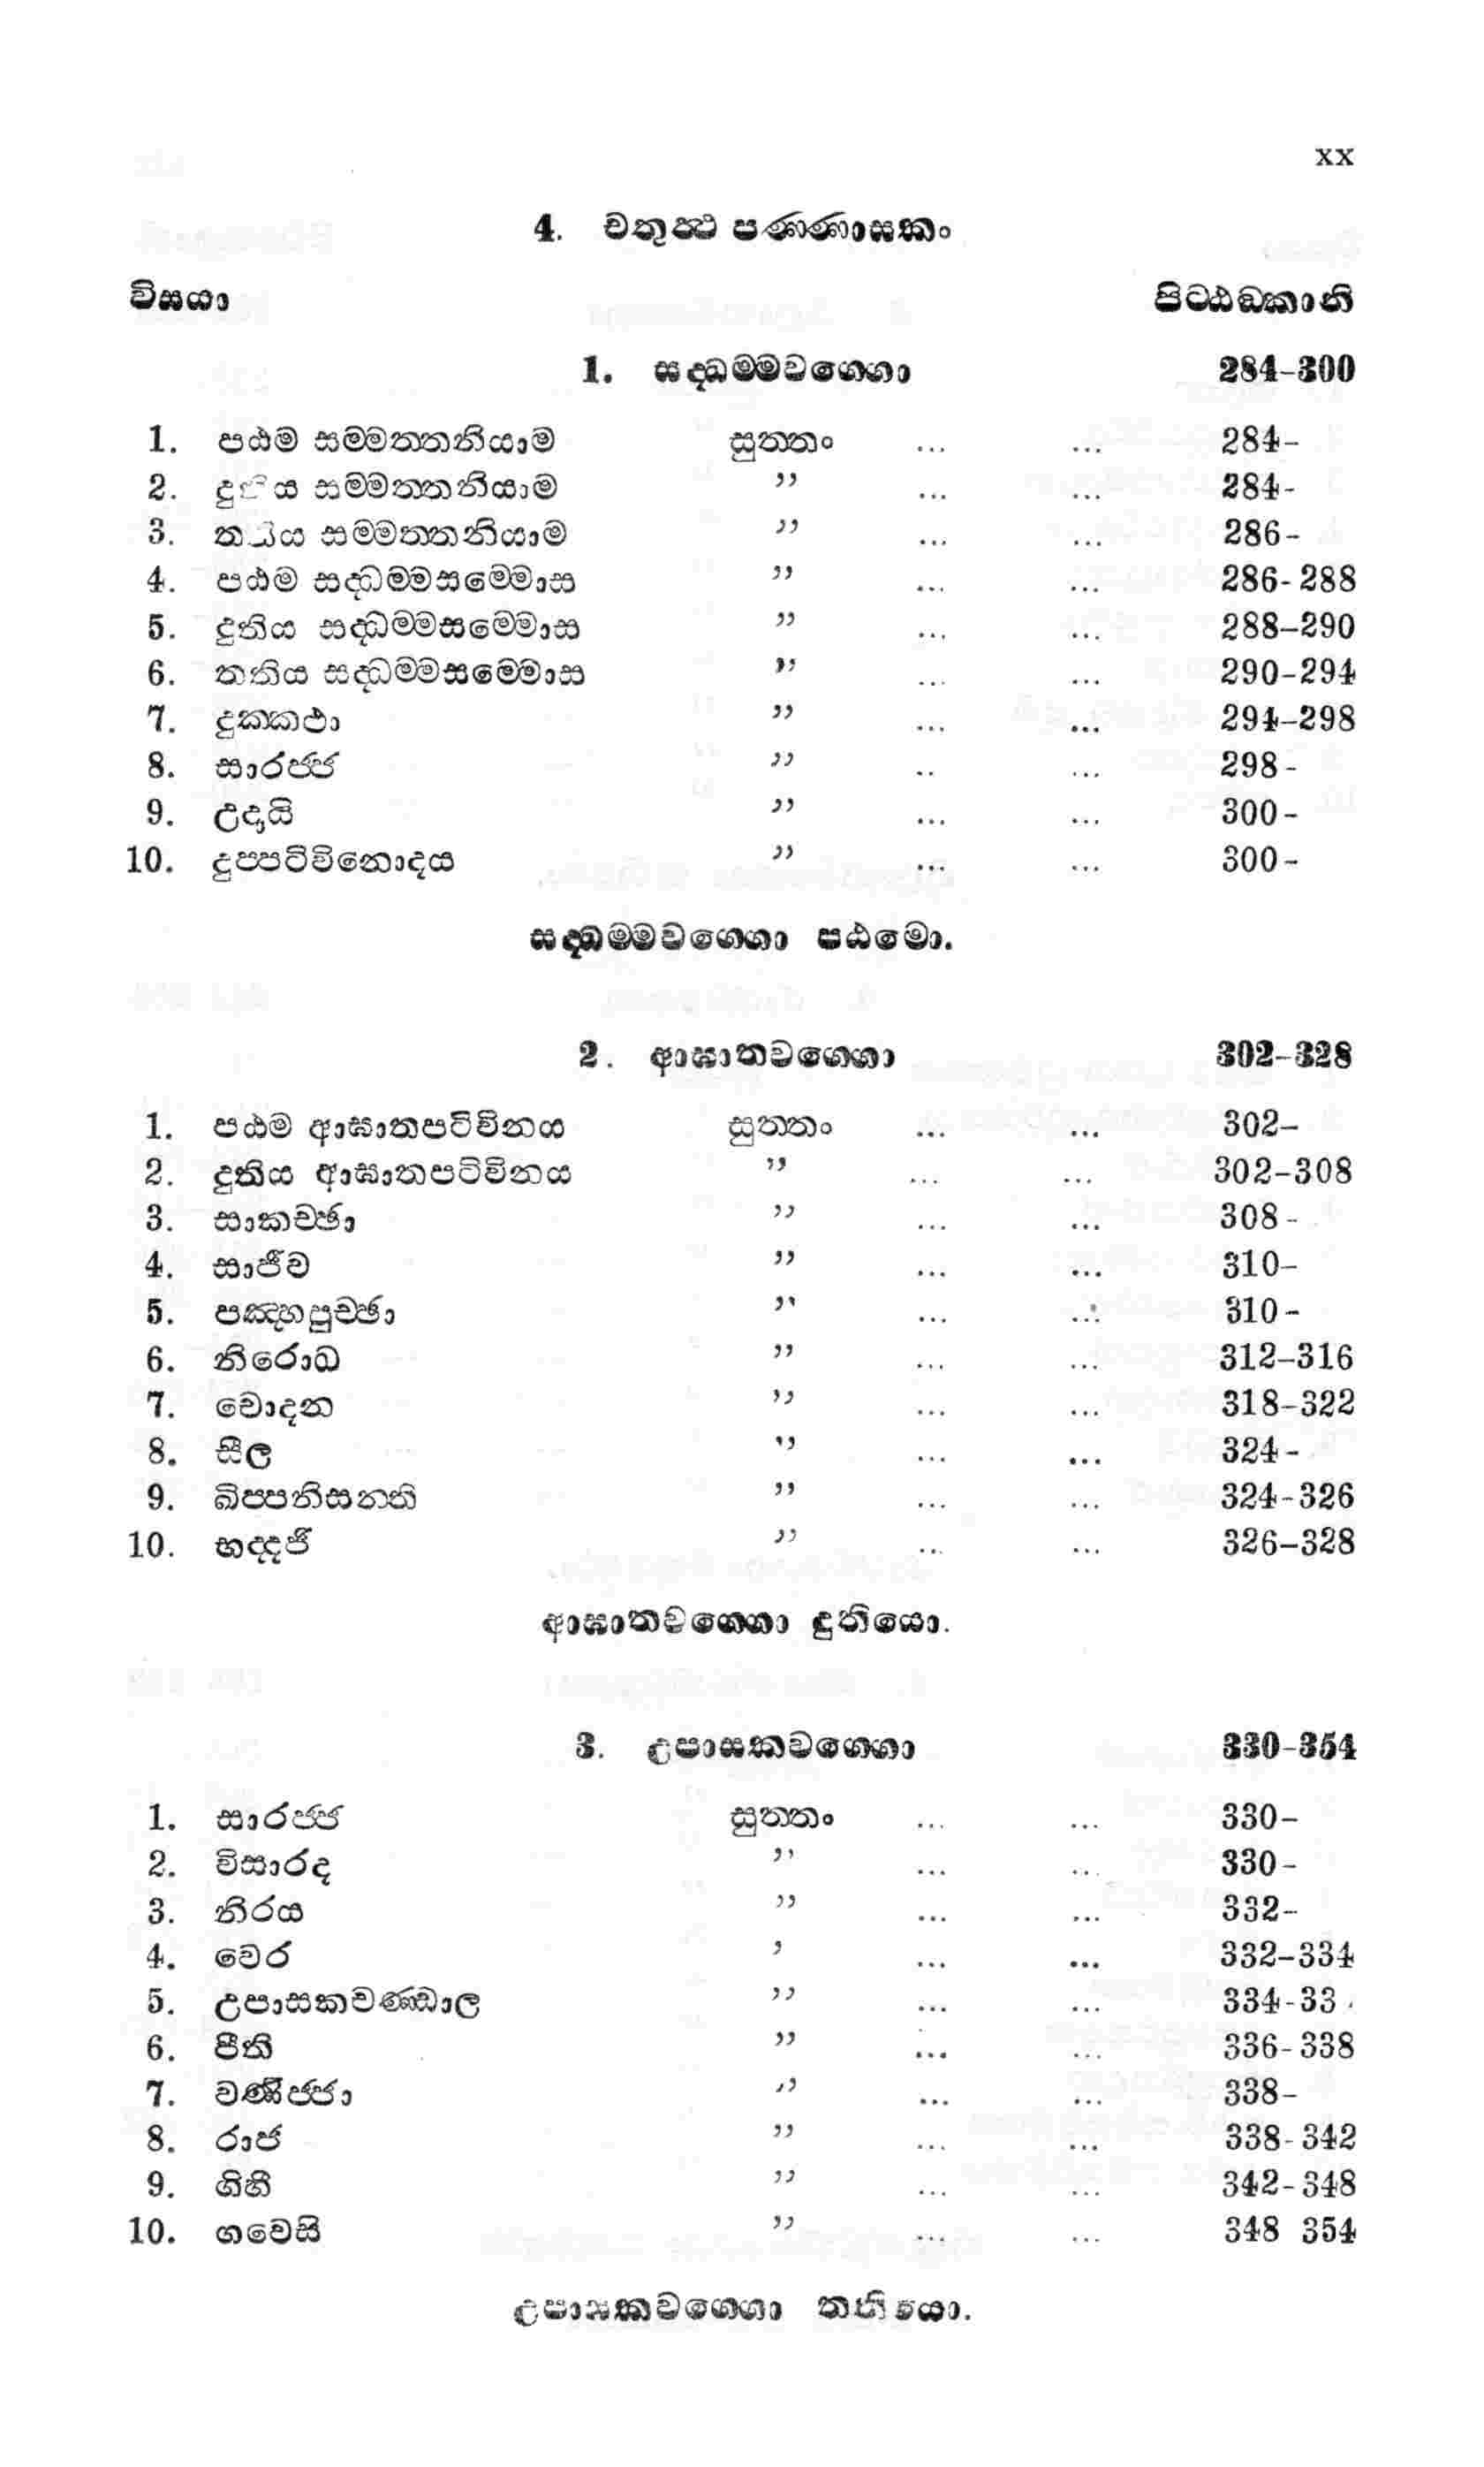 xx
4. චතුත්‍ථ පණ්ණාසකං
විසයා පිට්ඨඞ්කානි
1. සද්ධම්මවග්ගො 284-300
1. පඨම සම්මත්තනියාම සුත්තං ... ... 284-
2. දුතිය සම්මත්තනියාම ” ... ... 284-
3. තතිය සම්මත්තනියාම ” ... ... 286-
4. පඨම සද්ධම්මසම්මොස ” ... ... 286-288
5. දුතිය සද්ධම්මසම්මොස ” ... ... 288-290
6. තතිය සද්ධම්මසම්මොස ” ... ... 290-294
7. දුක්කථා ” ... ... 294-298
8. සාරජ්ජ ” .. ... 298-
9. උදායි ” ... ... 300-
10. දුප්පටිවිනොදය ” ... ... 300-
සද්ධම්මවග්ගො පඨමො.
2. ආඝාතවග්ගො 302-328
1. පඨම ආඝාතපටිවිනය සුත්තං ... ... 302-
2. දුතිය ආඝාතපටිවිනය ” ... ... 302-308
3. සාකච්ඡා ” ... ... 308-
4. සාජීව ” ... ... 310-
5. පඤ්හපුච්ඡා ” ... ... 310-
6. නිරොධ ” ... ... 312-316
7. චොදනා ” ... ... 318-322
8. සීල ” ... ... 324-
9. ඛිප්පනිසන්ති ” ... ... 324-326
10. භද්දජි ” ... ... 326-328
ආඝාතවග්ගො දුතියො.
3. උපාසකවග්ගො 330-354
1. සාරජ්ජ සුත්තං ... ... 330-
2. විසාරද ” ... ... 330-
3. නිරය ” ... ... 332-
4. වෙර ’ ... ... 332-334
5. උපාසකචණ්ඩාල ” ... ... 334-33
6. පීති ” ... ... 336-338
7. වණිජ්ජා ” ... ... 338-
8. රාජ ” ... ... 338-342
9. ගිහී ” ... ... 342-348
10. ගවෙසි ” ... ... 348 354
උපාසකවග්ගො තතියො.